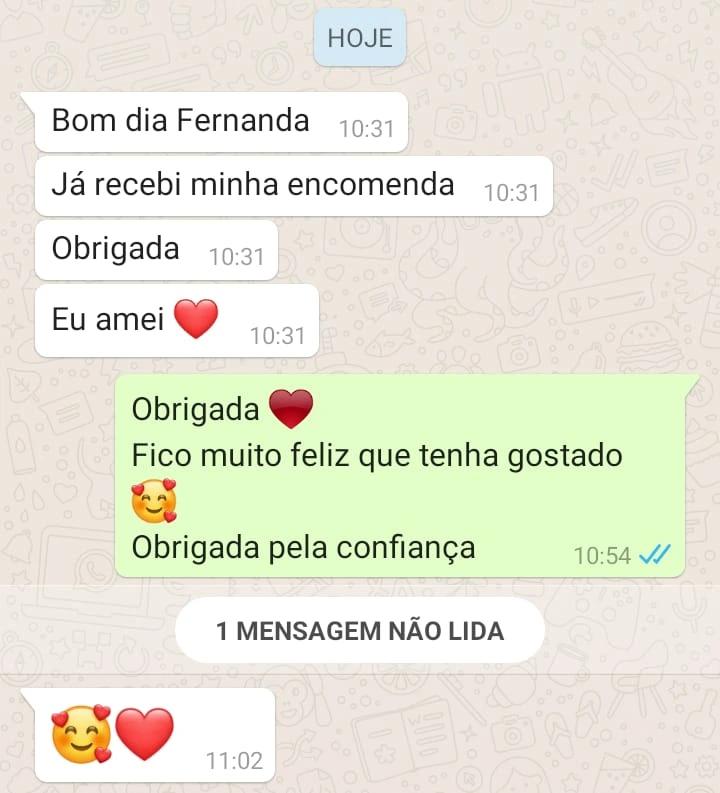 HOJE
Bom dia Fernanda 10:31
Já recebi minha encomenda 10:31
Obrigada 10:31
Eu amei ❤️ 10:31
Obrigada ♥️
Fico muito feliz que tenha gostado
🥰
Obrigada pela confiança 10:54
1 MENSAGEM NÃO LIDA
🥰❤️ 11:02